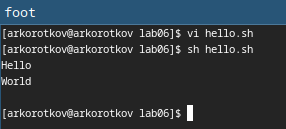 foot
[arkorotkov@arkorotkov lab06]$ vi hello.sh
[arkorotkov@arkorotkov lab06]$ sh hello.sh
Hello
World
[arkorotkov@arkorotkov lab06]$